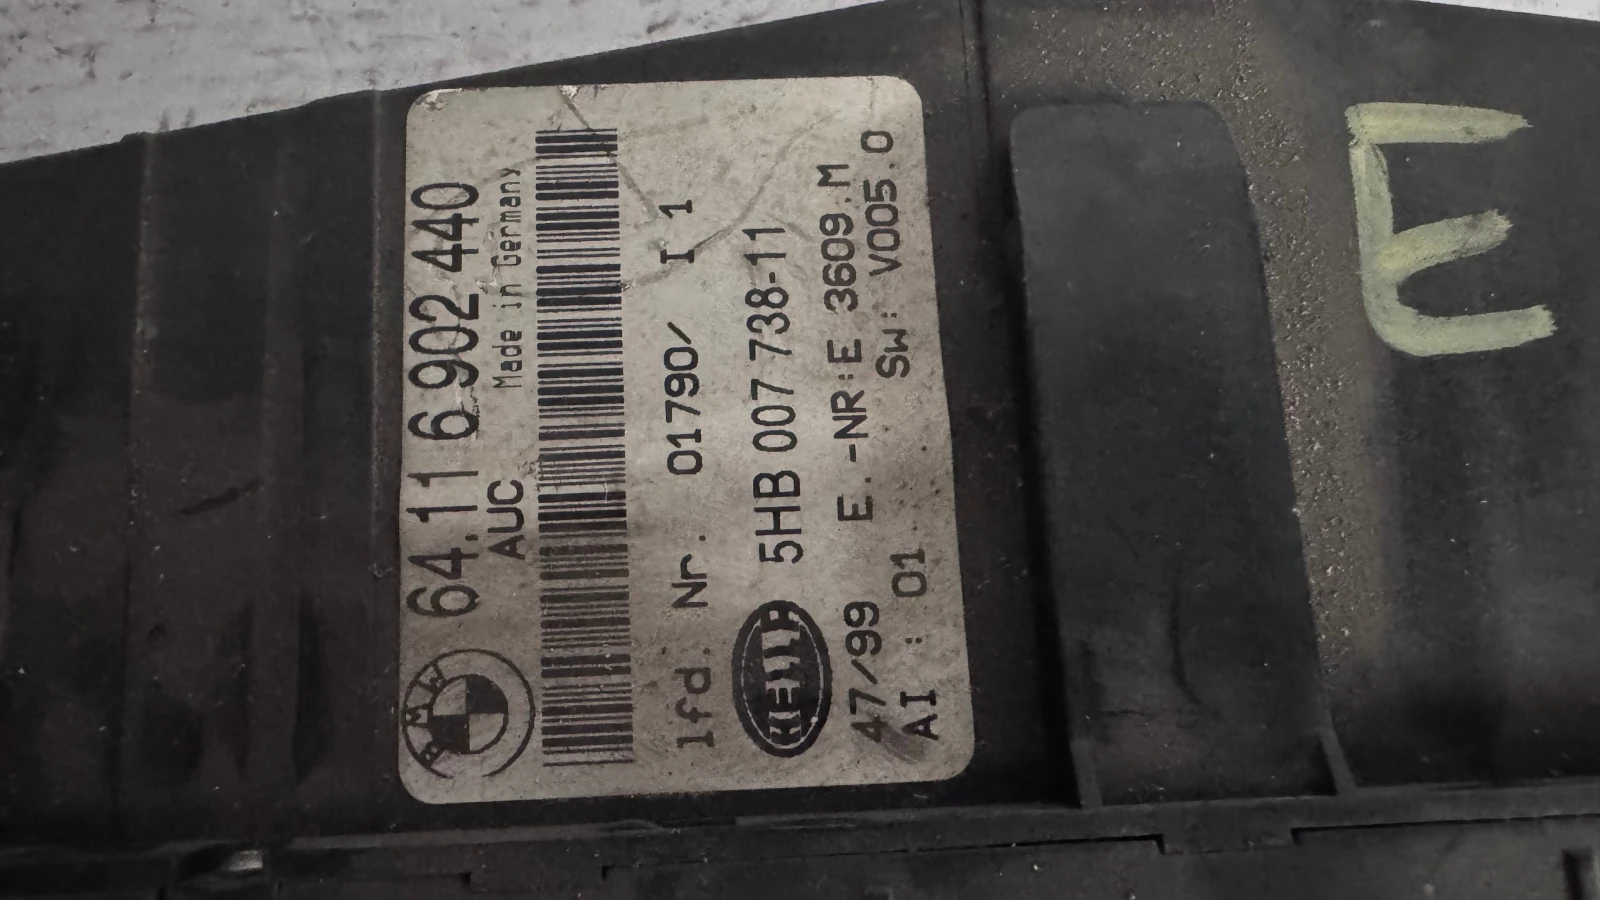 BMW
64.11 6 902 440
AUC
Made in Germany
lfd. Nr. 01790/ I 1
HELLA
5HB 007 738-11
47/99 E.-NR:E 3609.M
AI: 01 SW: V005.0
E